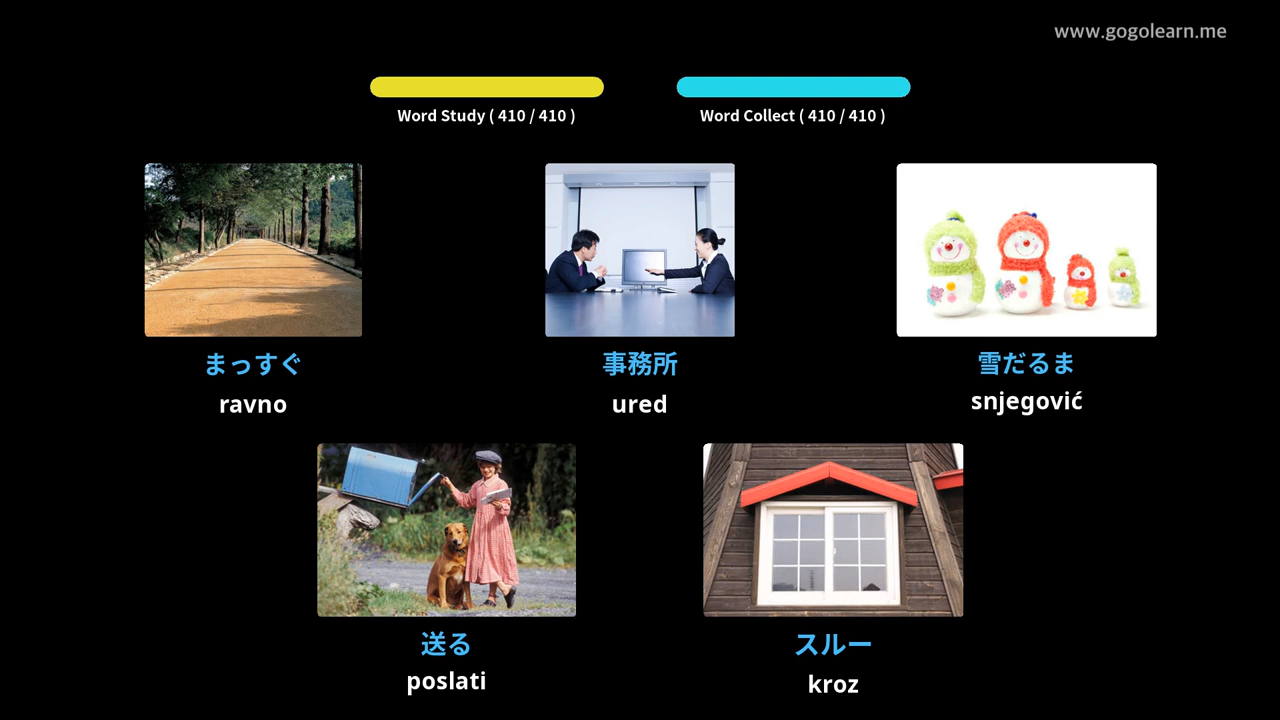 www.gogolearn.me
Word Study ( 410 / 410 )
Word Collect ( 410 / 410 )
まっすぐ
ravno
事務所
ured
雪だるま
snjegović
送る
poslati
スルー
kroz